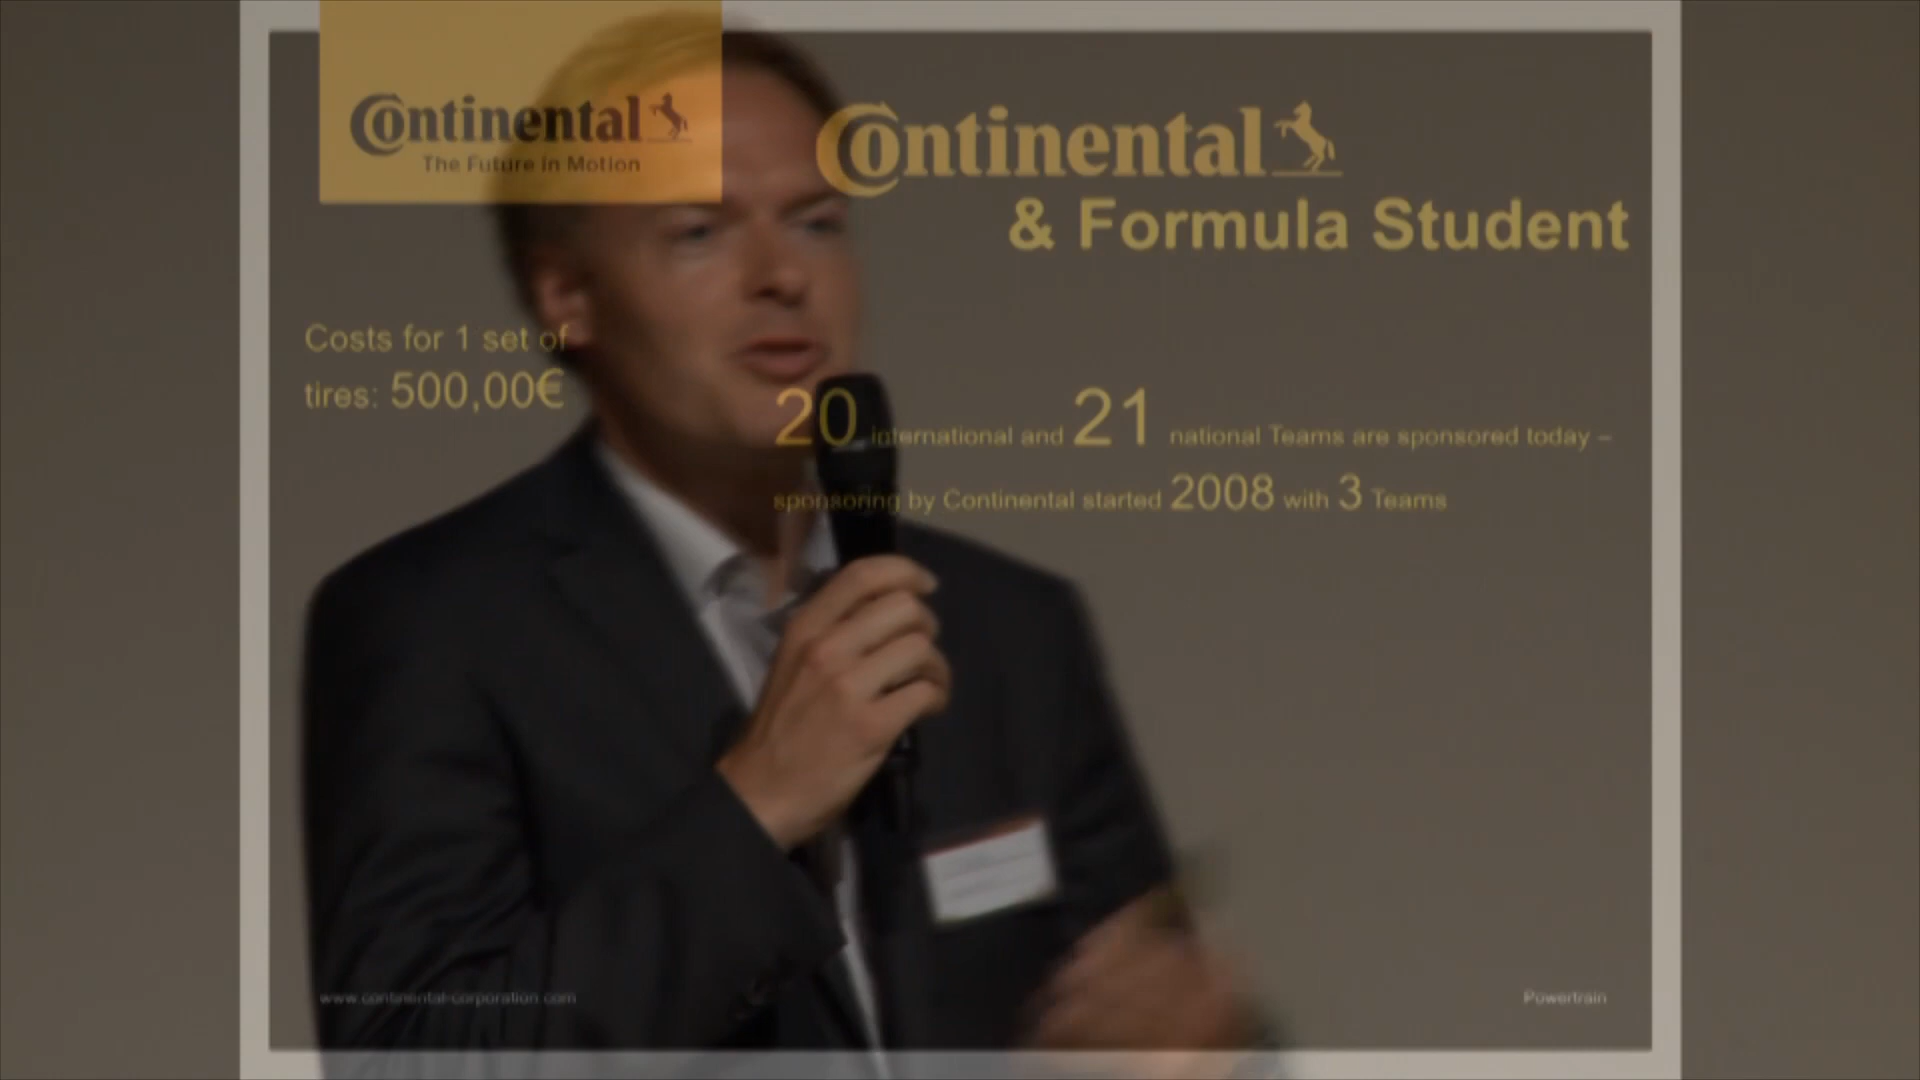 Continental
The Future in Motion
Continental
& Formula Student
Costs for 1 set of
tires: 500,00€
20 international and 21 national Teams are sponsored today –
sponsoring by Continental started 2008 with 3 Teams
www.continental-corporation.com
Powertrain